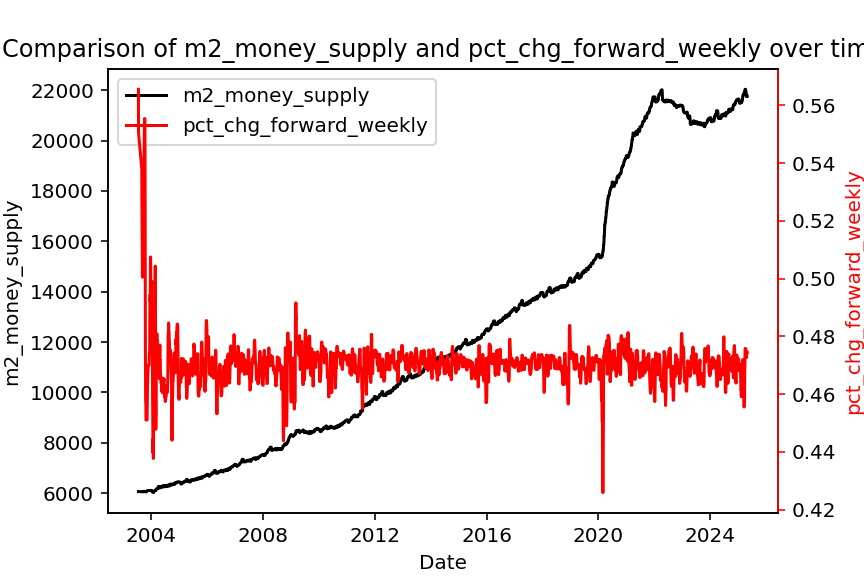 Comparison of m2_money_supply and pct_chg_forward_weekly over tim
m2_money_supply
pct_chg_forward_weekly
22000
20000
18000
16000
14000
12000
10000
8000
6000
m2_money_supply
0.56
0.54
0.52
0.50
0.48
0.46
0.44
0.42
pct_chg_forward_weekly
2004 2008 2012 2016 2020 2024
Date